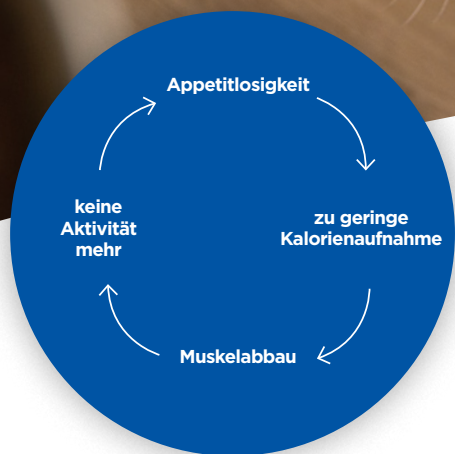 Appetitlosigkeit
zu geringe
Kalorienaufnahme
Muskelabbau
keine
Aktivität
mehr